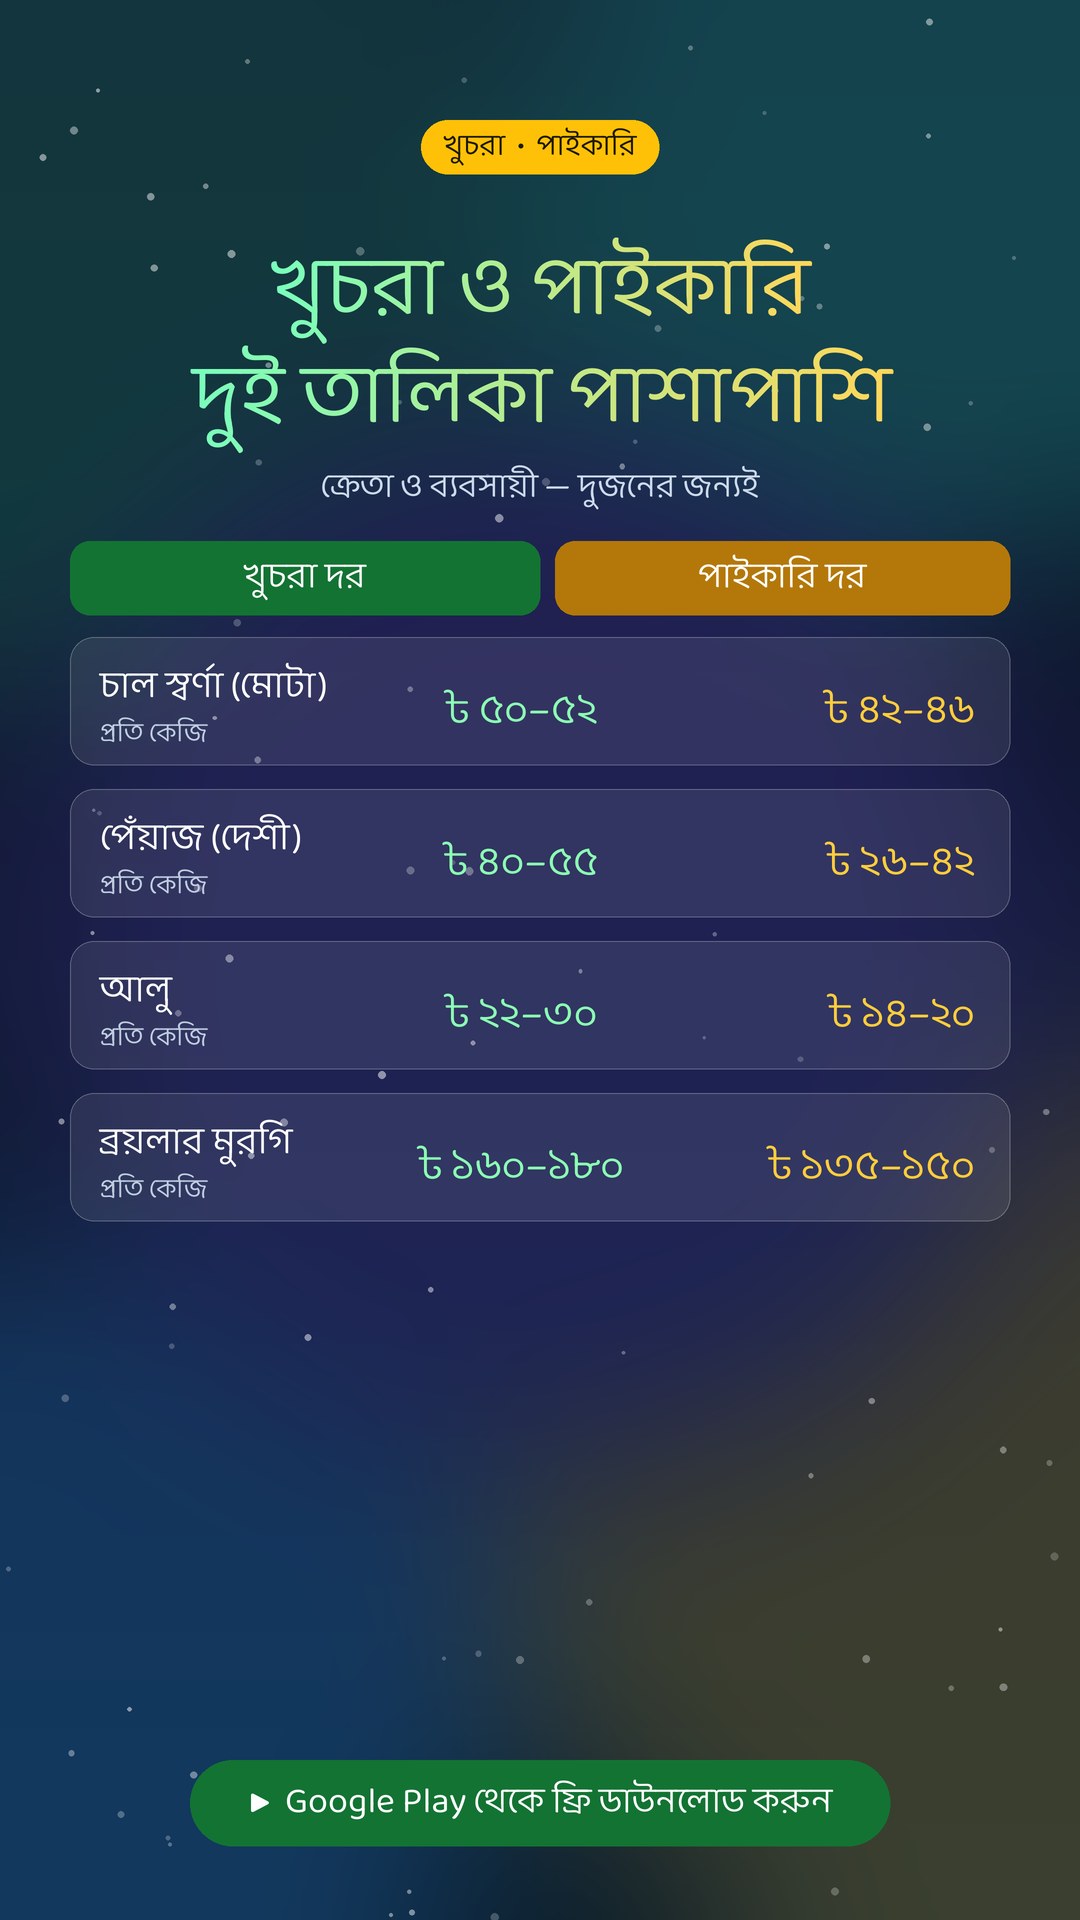 খুচরা • পাইকারি
খুচরা ও পাইকারি
দুই তালিকা পাশাপাশি
ক্রেতা ও ব্যবসায়ী — দুজনের জন্যই
খুচরা দর পাইকারি দর
চাল স্বর্ণা (মোটা)
৳ ৫০–৫২ ৳ ৪২–৪৬
প্রতি কেজি
পেঁয়াজ (দেশী)
৳ ৪০–৫৫ ৳ ২৬–৪২
প্রতি কেজি
আলু
৳ ২২–৩০ ৳ ১৪–২০
প্রতি কেজি
ব্রয়লার মুরগি
৳ ১৬০–১৮০ ৳ ১৩৫–১৫০
প্রতি কেজি
▶ Google Play থেকে ফ্রি ডাউনলোড করুন